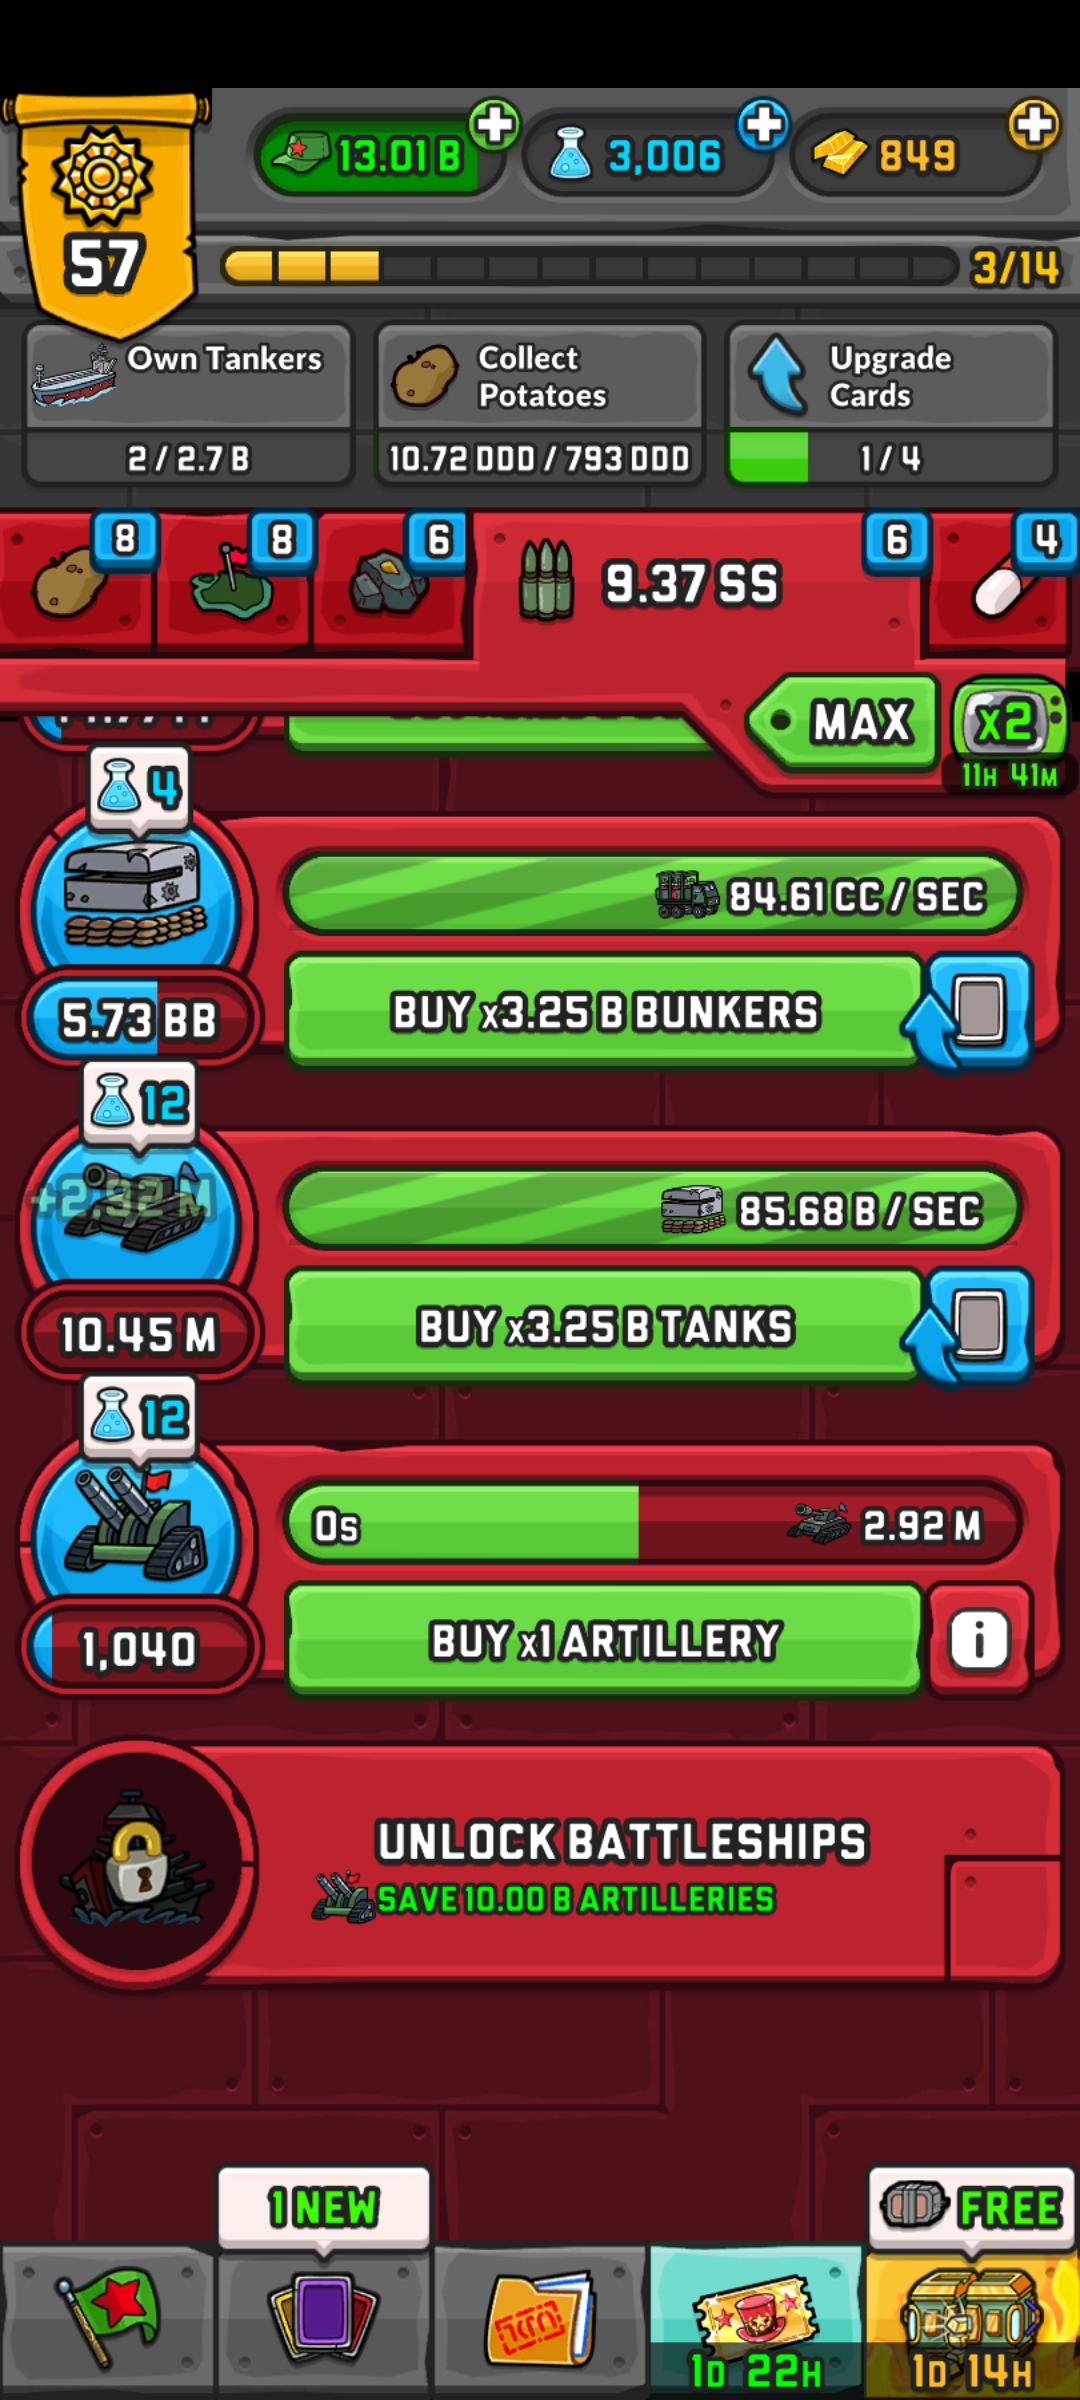 13.01 B
3,006
849
57
3/14
Own Tankers
2 / 2.7 B
Collect
Potatoes
10.72 DDD / 793 DDD
Upgrade
Cards
1 / 4
8
8
6
9.37 SS
6
4
MAX
x2
11H 41M
4
84.61 CC / SEC
5.73 BB
BUY x3.25 B BUNKERS
12
+2.92 M
85.68 B / SEC
10.45 M
BUY x3.25 B TANKS
12
0s
2.92 M
1,040
BUY x1 ARTILLERY
i
UNLOCK BATTLESHIPS
SAVE 10.00 B ARTILLERIES
1 NEW
FREE
1D 22H
1D 14H